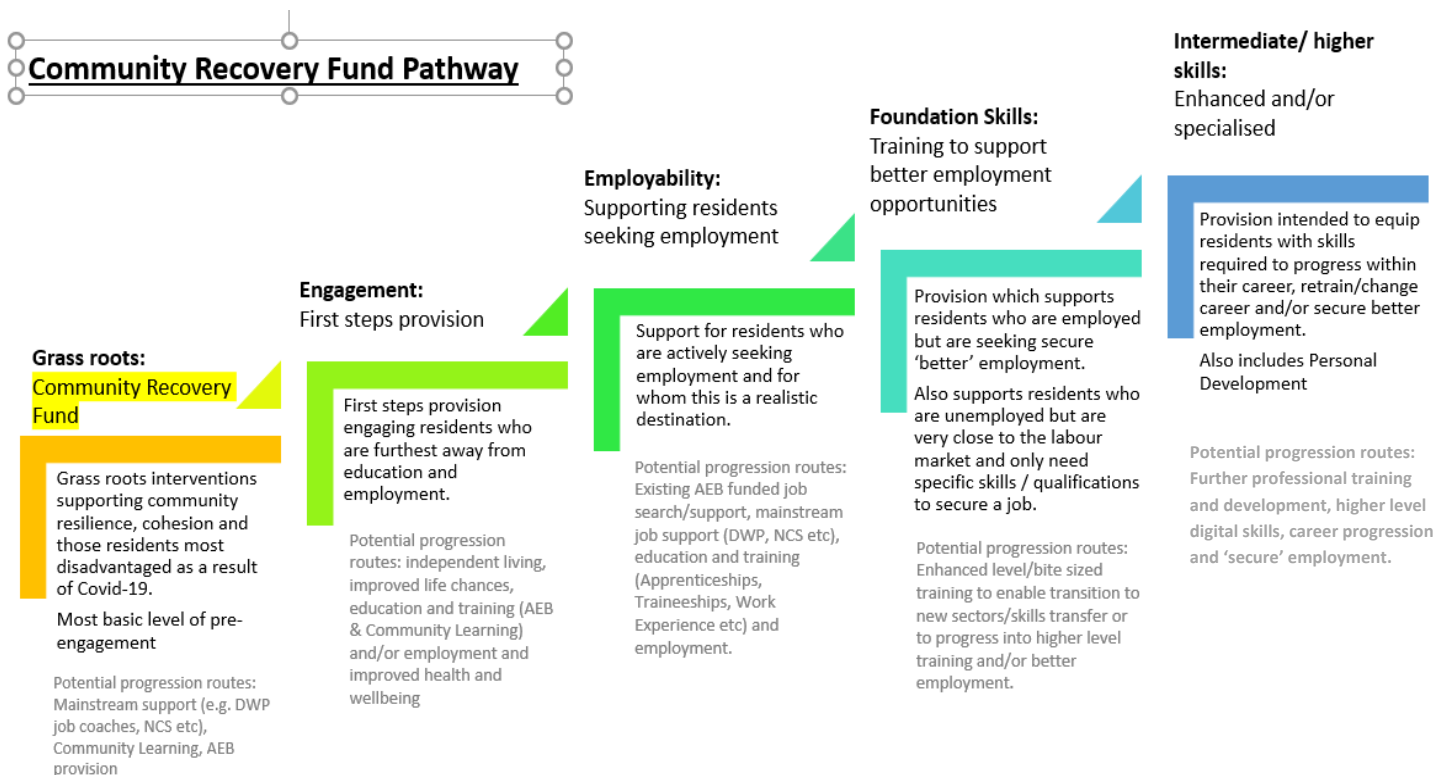 Community Recovery Fund Pathway
Grass roots:
Community Recovery
Fund
Grass roots interventions
supporting community
resilience, cohesion and
those residents most
disadvantaged as a result
of Covid-19.
Most basic level of pre-
engagement
Potential progression routes:
Mainstream support (e.g. DWP
job coaches, NCS etc),
Community Learning, AEB
provision
Engagement:
First steps provision
First steps provision
engaging residents who
are furthest away from
education and
employment.
Potential progression
routes: independent living,
improved life chances,
education and training (AEB
& Community Learning)
and/or employment and
improved health and
wellbeing
Employability:
Supporting residents
seeking employment
Support for residents who
are actively seeking
employment and for
whom this is a realistic
destination.
Potential progression routes:
Existing AEB funded job
search/support, mainstream
job support (DWP, NCS etc),
education and training
(Apprenticeships,
Traineeships, Work
Experience etc) and
employment.
Foundation Skills:
Training to support
better employment
opportunities
Provision which supports
residents who are employed
but are seeking secure
‘better’ employment.
Also supports residents who
are unemployed but are
very close to the labour
market and only need
specific skills / qualifications
to secure a job.
Potential progression routes:
Enhanced level/bite sized
training to enable transition to
new sectors/skills transfer or
to progress into higher level
training and/or better
employment.
Intermediate/ higher
skills:
Enhanced and/or
specialised
Provision intended to equip
residents with skills
required to progress within
their career, retrain/change
career and/or secure better
employment.
Also includes Personal
Development
Potential progression routes:
Further professional training
and development, higher level
digital skills, career progression
and ‘secure’ employment.